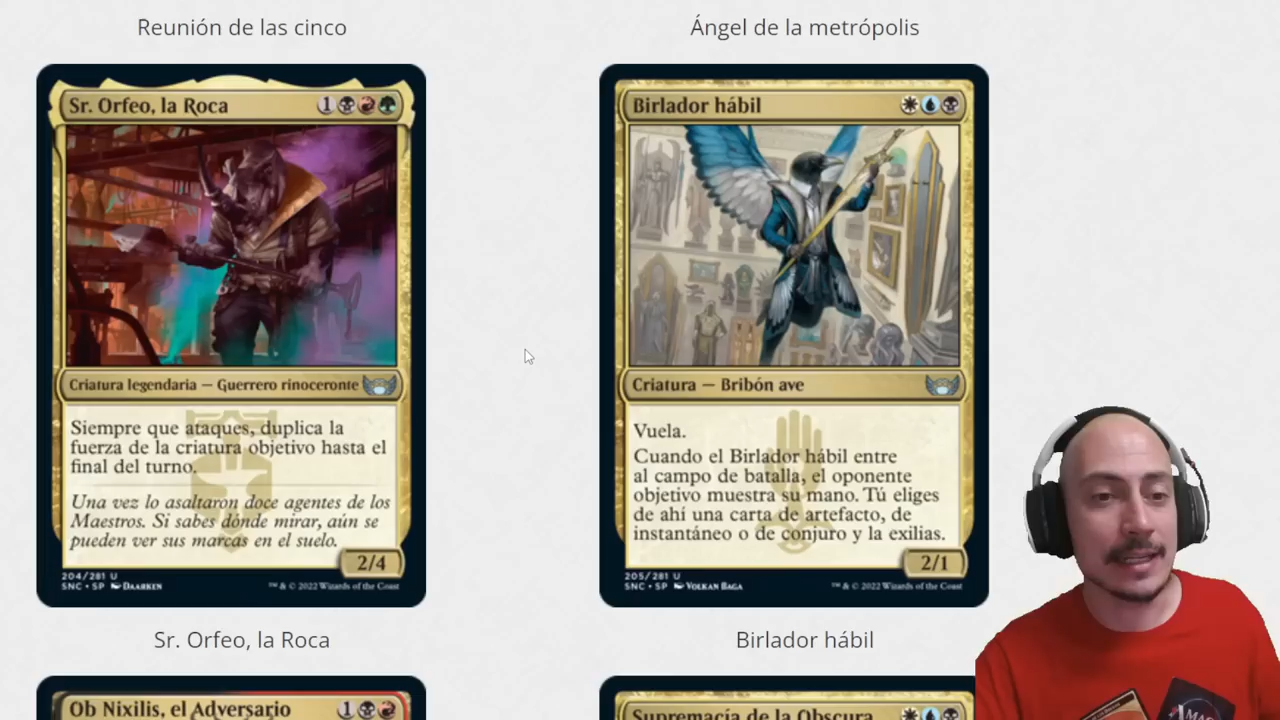 Reunión de las cinco
Ángel de la metrópolis
Sr. Orfeo, la Roca
1
Criatura legendaria — Guerrero rinoceronte
Siempre que ataques, duplica la
fuerza de la criatura objetivo hasta el
final del turno.
Una vez lo asaltaron doce agentes de los
Maestros. Si sabes dónde mirar, aún se
pueden ver sus marcas en el suelo.
2/4
204/281 U
SNC • SP DAARKEN
™ & © 2022 Wizards of the Coast
Birlador hábil
Criatura — Bribón ave
Vuela.
Cuando el Birlador hábil entre
al campo de batalla, el oponente
objetivo muestra su mano. Tú eliges
de ahí una carta de artefacto, de
instantáneo o de conjuro y la exilias.
2/1
205/281 U
SNC • SP VOLKAN BAGA
™ & © 2022 Wizards of the Coast
Sr. Orfeo, la Roca
Birlador hábil
Ob Nixilis, el Adversario
1
Supremacía de la Obscura